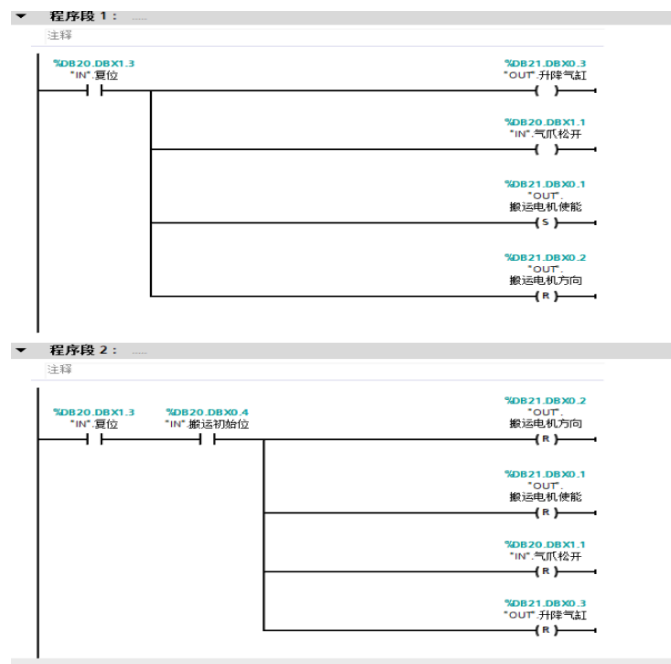 程序段 1： ......
注释
%DB20.DBX1.3
"IN".复位
%DB21.DBX0.3
"OUT".升降气缸
( )
%DB20.DBX1.1
"IN".气爪松开
( )
%DB21.DBX0.1
"OUT".
搬运电机使能
( S )
%DB21.DBX0.2
"OUT".
搬运电机方向
( R )
程序段 2： ......
注释
%DB20.DBX1.3
"IN".复位
%DB20.DBX0.4
"IN".搬运初始位
%DB21.DBX0.2
"OUT".
搬运电机方向
( R )
%DB21.DBX0.1
"OUT".
搬运电机使能
( R )
%DB20.DBX1.1
"IN".气爪松开
( R )
%DB21.DBX0.3
"OUT".升降气缸
( R )